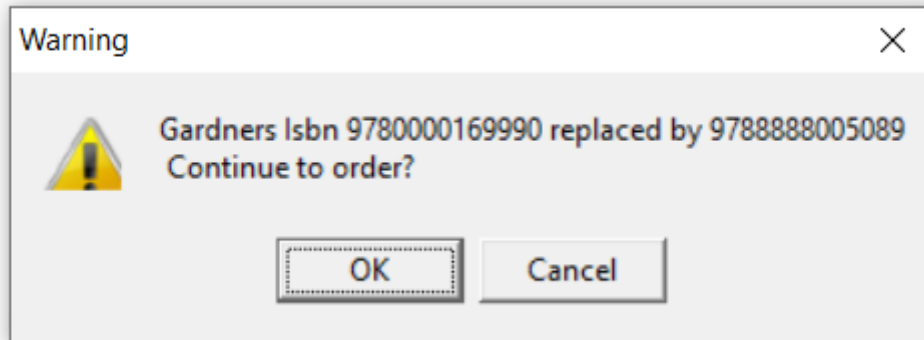 Warning
Gardners Isbn 9780000169990 replaced by 9788888005089
Continue to order?
OK
Cancel